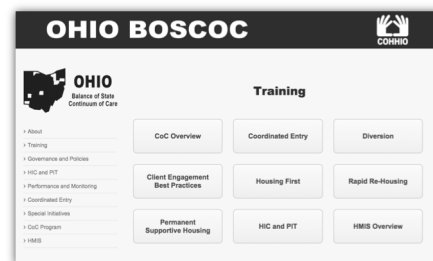 OHIO BOSCOC
COHHIO
OHIO
Balance of State
Continuum of Care
› About
› Training
› Governance and Policies
› HIC and PIT
› Performance and Monitoring
› Coordinated Entry
› Special Initiatives
› CoC Program
› HMIS
Training
CoC Overview
Coordinated Entry
Diversion
Client Engagement
Best Practices
Housing First
Rapid Re-Housing
Permanent
Supportive Housing
HIC and PIT
HMIS Overview